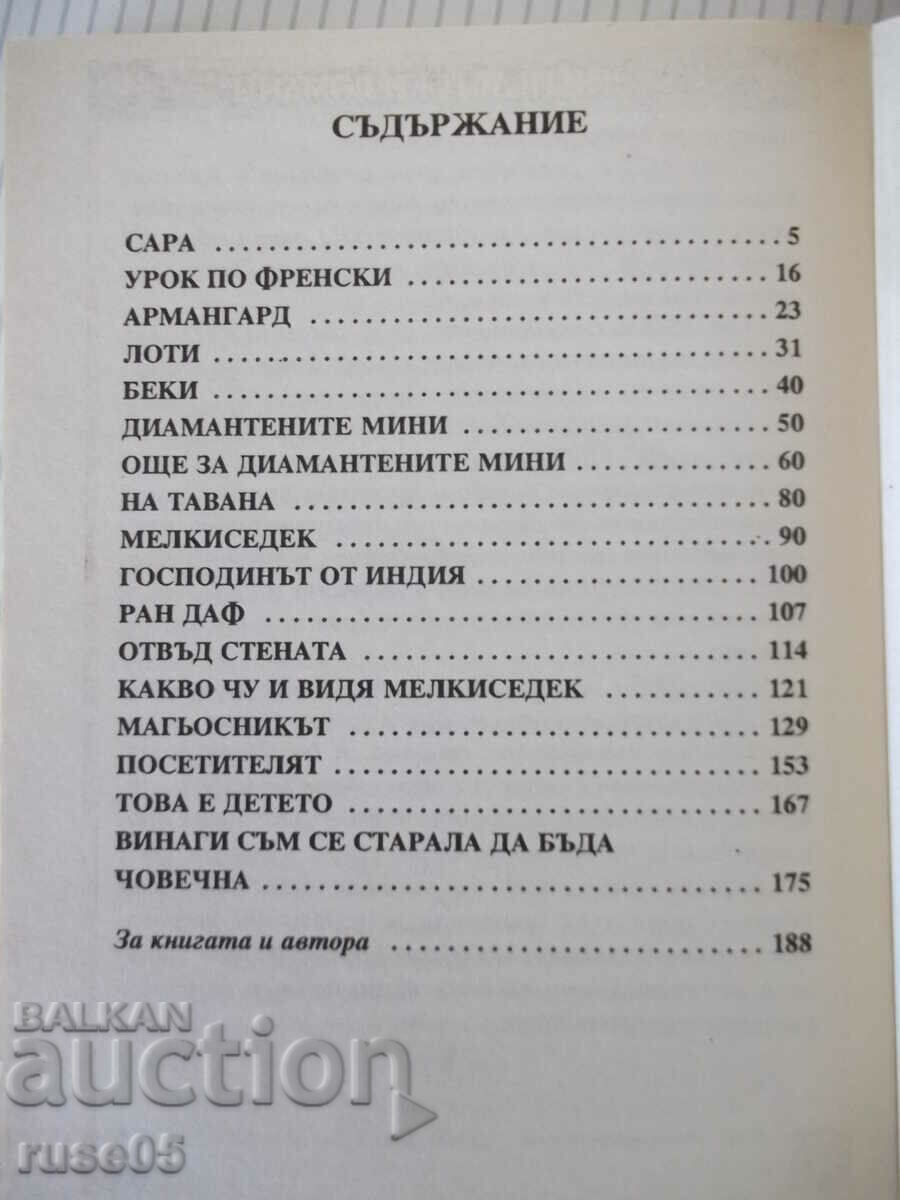 СЪДЪРЖАНИЕ
САРА ........................................ 5
УРОК ПО ФРЕНСКИ .......................... 16
АРМАНГАРД ................................. 23
ЛОТИ ........................................ 31
БЕКИ ........................................ 40
ДИАМАНТЕНИТЕ МИНИ ...................... 50
ОЩЕ ЗА ДИАМАНТЕНИТЕ МИНИ .............. 60
НА ТАВАНА .................................. 80
МЕЛКИСЕДЕК ............................... 90
ГОСПОДИНЪТ ОТ ИНДИЯ .................... 100
РАН ДАФ ................................... 107
ОТВЪД СТЕНАТА ............................ 114
КАКВО ЧУ И ВИДЯ МЕЛКИСЕДЕК ........... 121
МАГЬОСНИКЪТ ............................. 129
ПОСЕТИТЕЛЯТ .............................. 153
ТОВА Е ДЕТЕТО ............................ 167
ВИНАГИ СЪМ СЕ СТАРАЛА ДА БЪДА
ЧОВЕЧНА ................................... 175
За книгата и автора ........................... 188
BALKAN
auction
ruse05